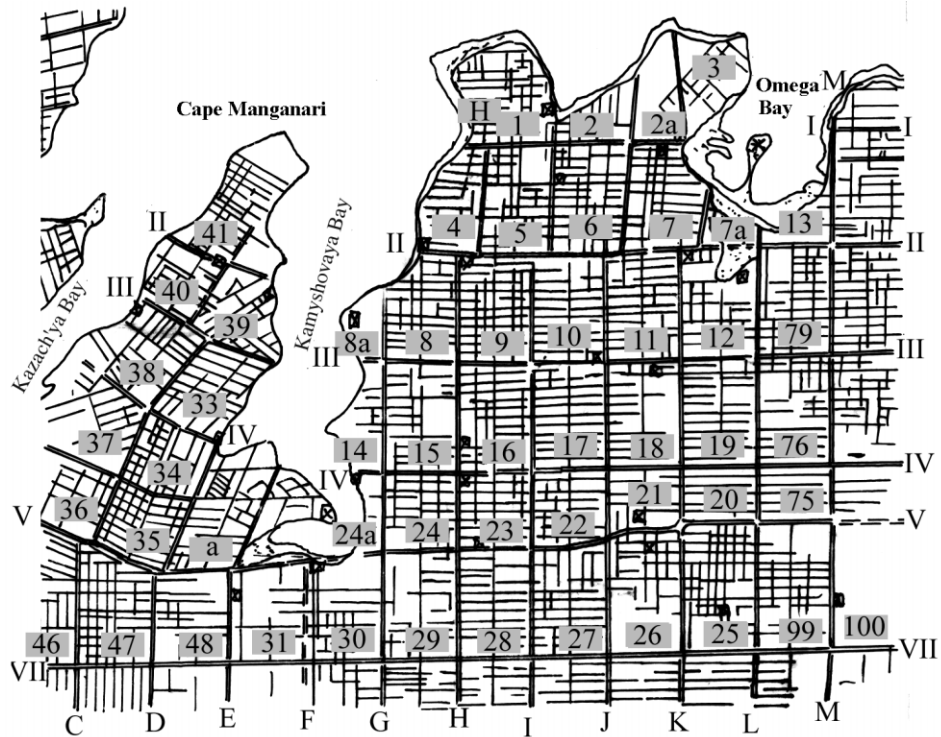 3
Omega
Bay
M
Cape Manganari
H
1
2
2a
I
I
II
41
4
5
6
7
7a
13
II
II
III
40
Kazach'ya Bay
Kamyshovaya Bay
39
8a
8
9
10
11
12
79
III
III
38
33
37
IV
14
15
16
17
18
19
76
34
IV
IV
36
V
21
20
75
V
35
a
24a
24
23
22
46
47
48
31
30
29
28
27
26
25
99
100
VII
VII
C
D
E
F
G
H
I
J
K
L
M